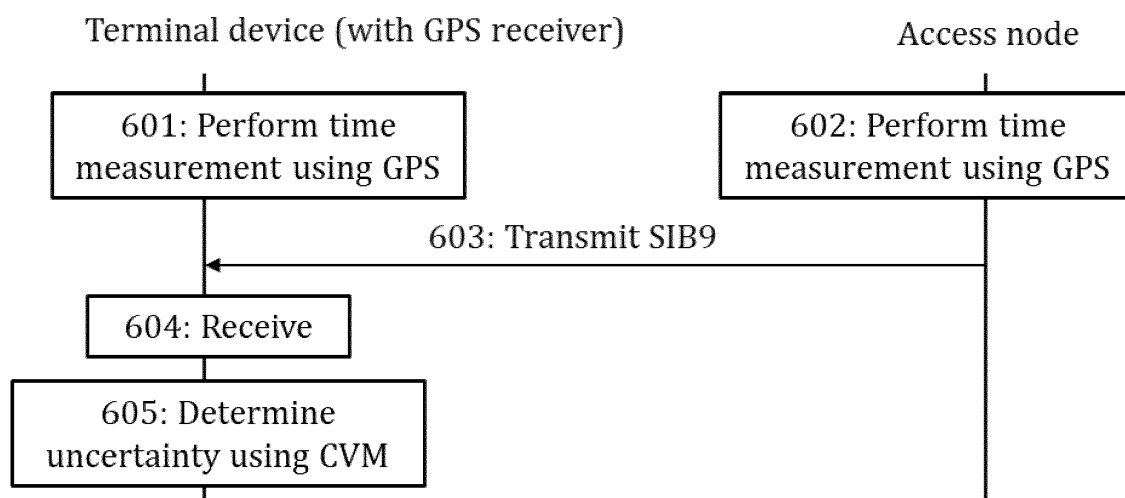 Terminal device (with GPS receiver)
Access node
601: Perform time
measurement using GPS
602: Perform time
measurement using GPS
603: Transmit SIB9
604: Receive
605: Determine
uncertainty using CVM